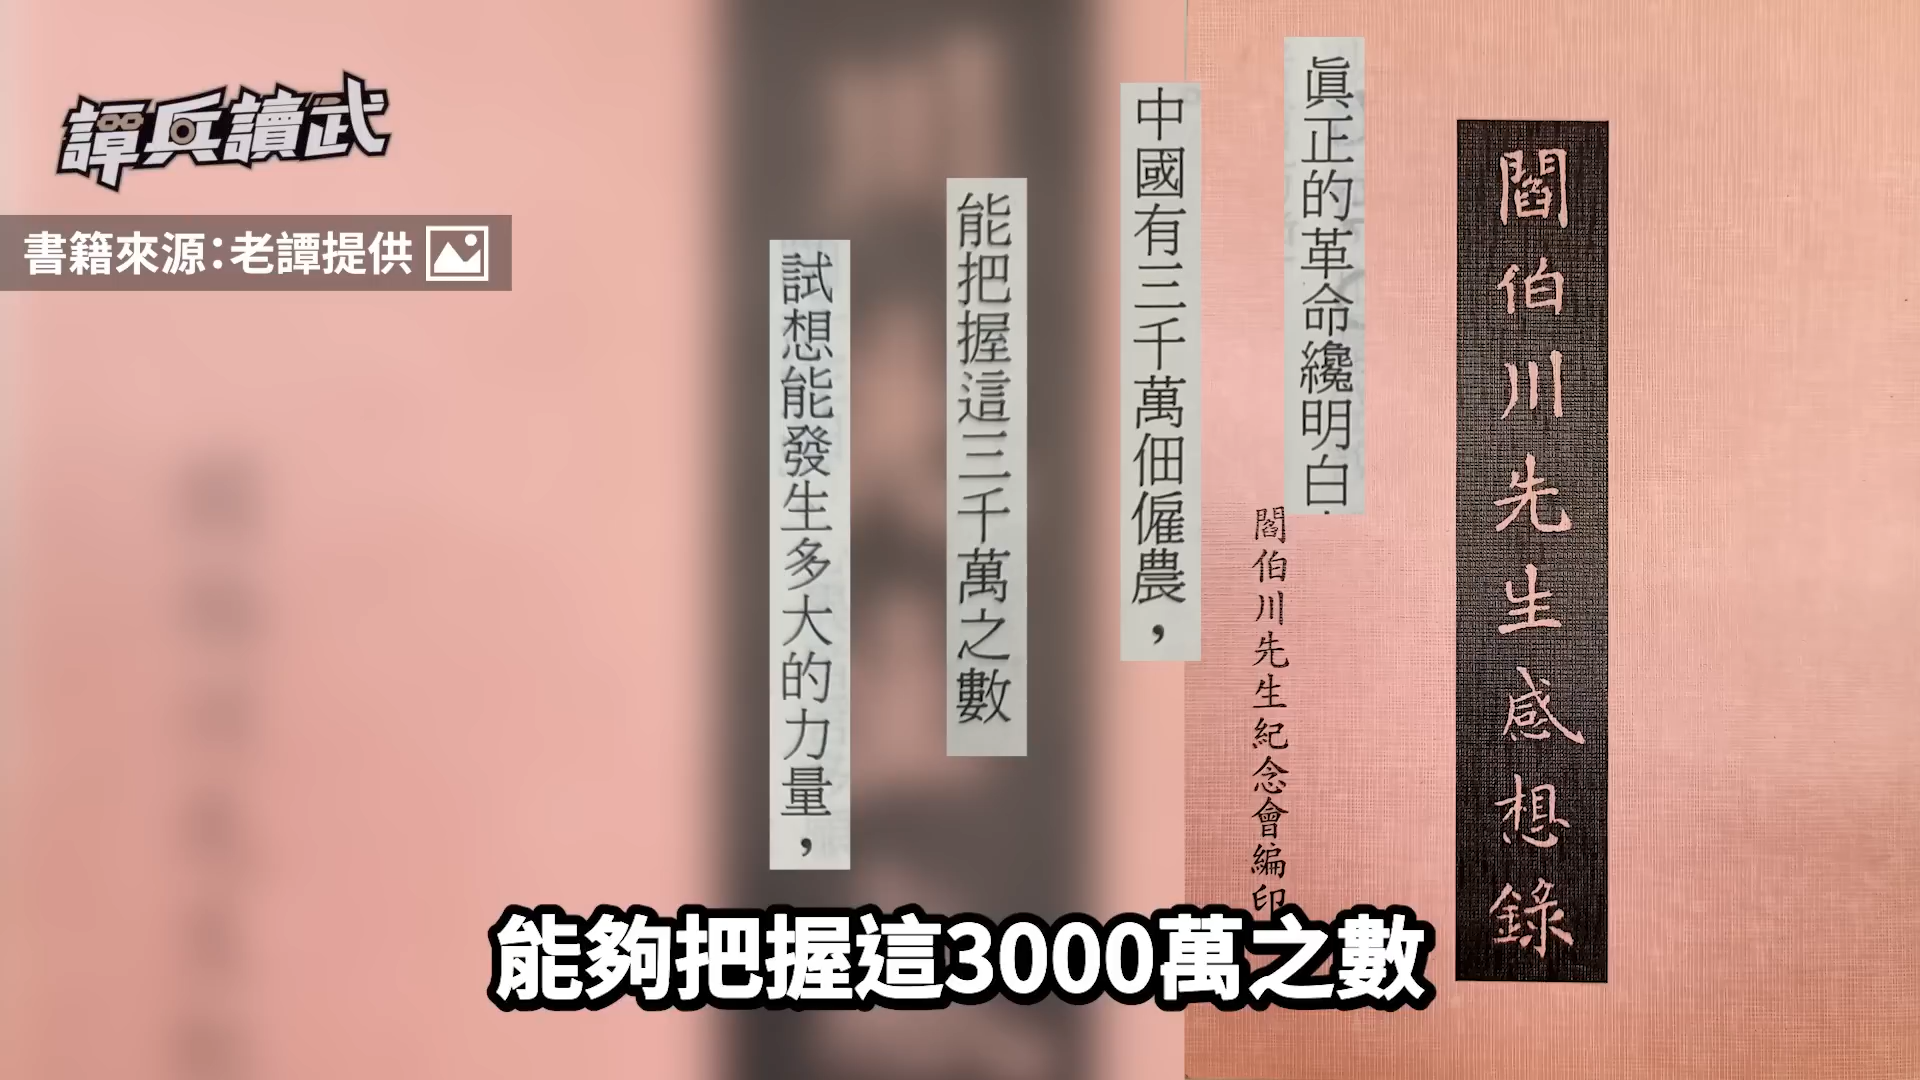 譚兵讀武
書籍來源：老譚提供
閻伯川先生感想錄
閻伯川先生紀念會編印
眞正的革命纔明白
中國有三千萬佃僱農，
能把握這三千萬之數
試想能發生多大的力量，
能夠把握這3000萬之數